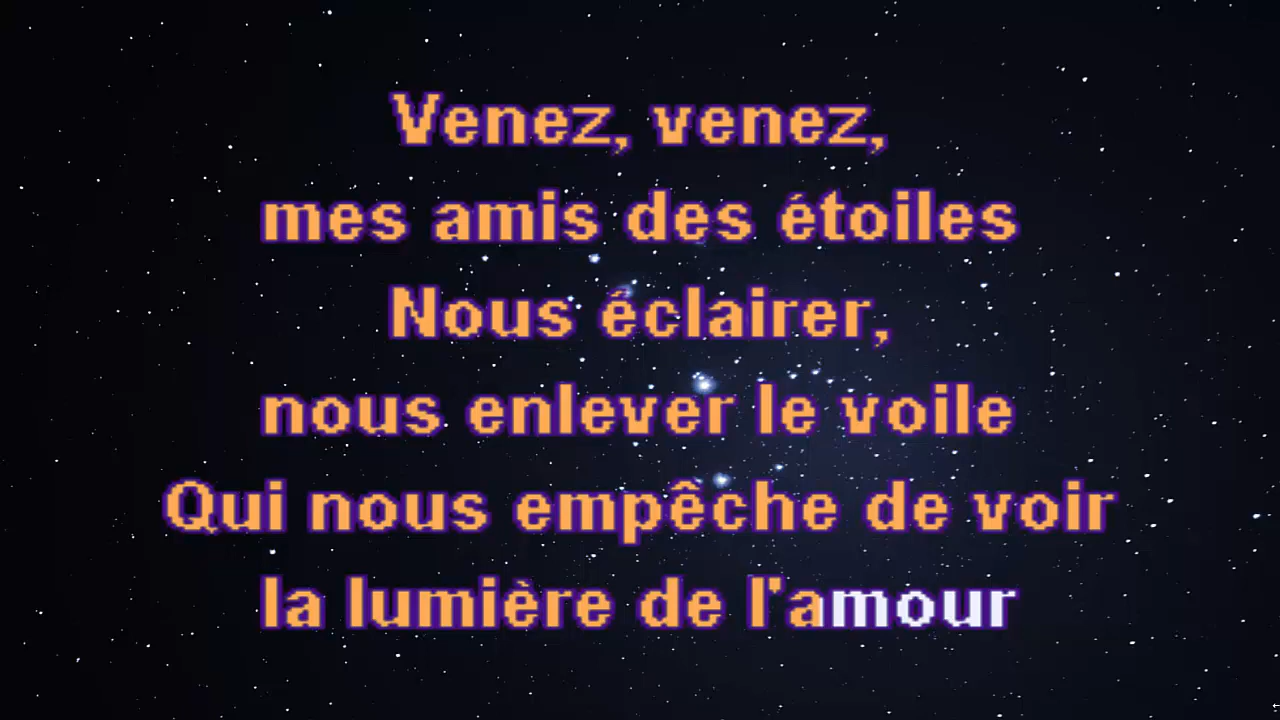 Venez, venez,
mes amis des étoiles
Nous éclairer,
nous enlever le voile
Qui nous empêche de voir
la lumière de l'amour